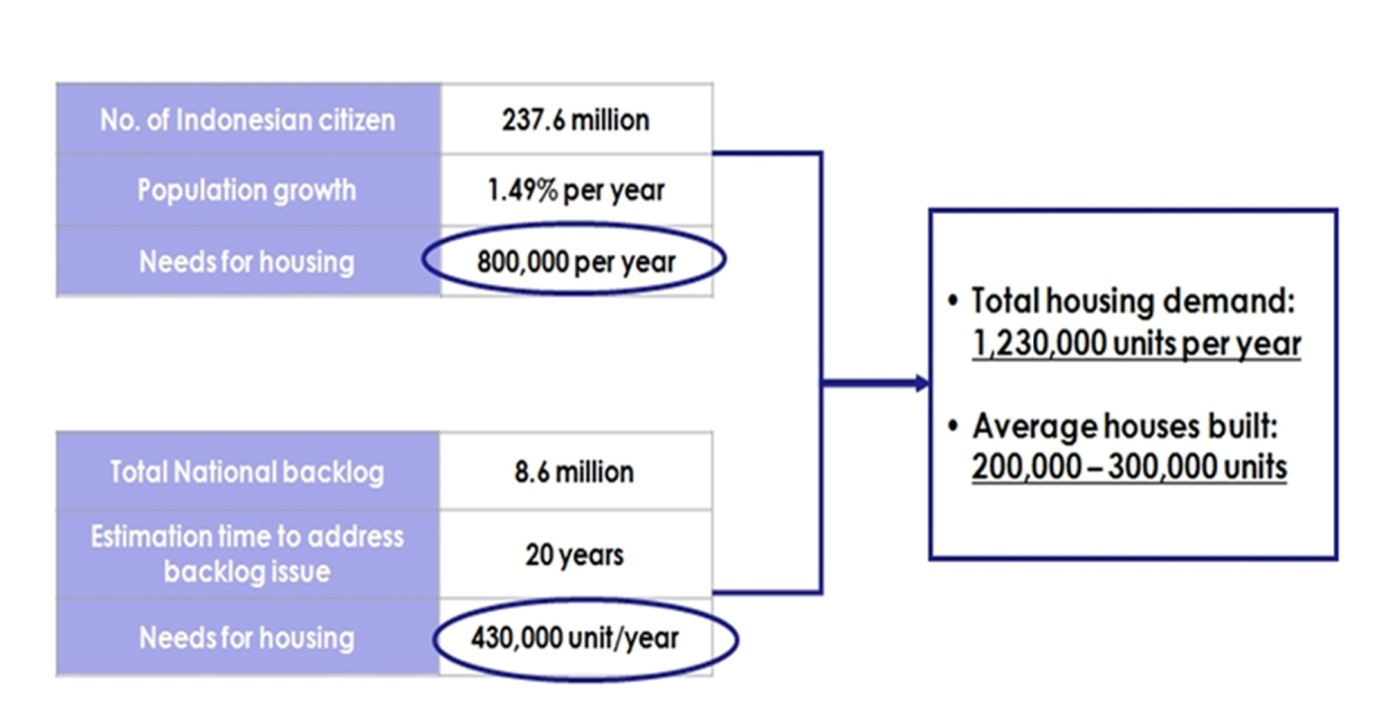 No. of Indonesian citizen 237.6 million
Population growth 1.49% per year
Needs for housing 800,000 per year
Total National backlog 8.6 million
Estimation time to address
backlog issue 20 years
Needs for housing 430,000 unit/year
• Total housing demand:
1,230,000 units per year
• Average houses built:
200,000 – 300,000 units